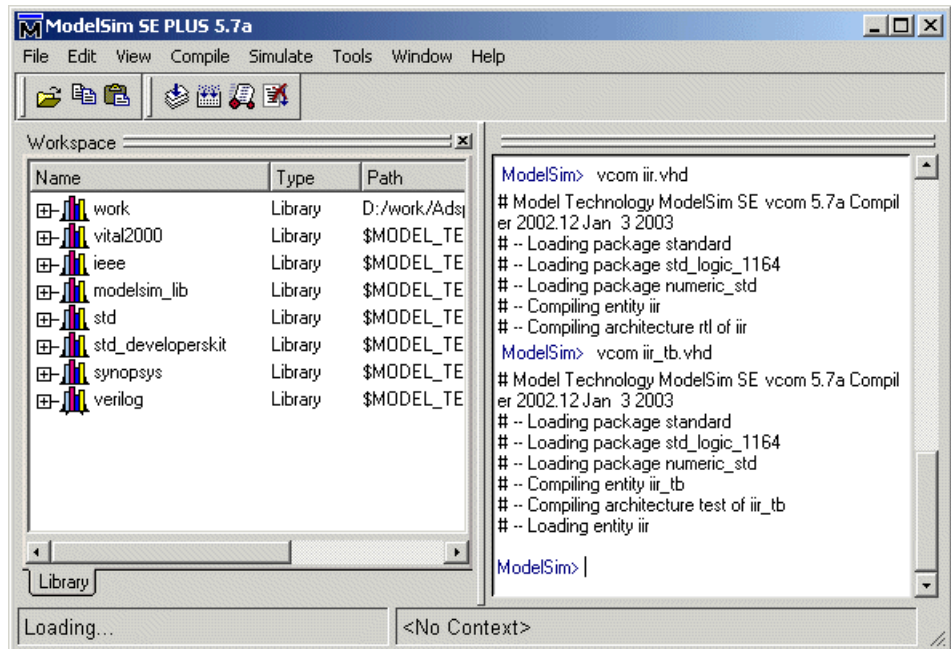 ModelSim SE PLUS 5.7a
File Edit View Compile Simulate Tools Window Help
Workspace
Name Type Path
work Library D:/work/Ads
vital2000 Library $MODEL_TE
ieee Library $MODEL_TE
modelsim_lib Library $MODEL_TE
std Library $MODEL_TE
std_developerskit Library $MODEL_TE
synopsys Library $MODEL_TE
verilog Library $MODEL_TE
Library
ModelSim> vcom iir.vhd
# Model Technology ModelSim SE vcom 5.7a Compil
er 2002.12 Jan 3 2003
# -- Loading package standard
# -- Loading package std_logic_1164
# -- Loading package numeric_std
# -- Compiling entity iir
# -- Compiling architecture rtl of iir
ModelSim> vcom iir_tb.vhd
# Model Technology ModelSim SE vcom 5.7a Compil
er 2002.12 Jan 3 2003
# -- Loading package standard
# -- Loading package std_logic_1164
# -- Loading package numeric_std
# -- Compiling entity iir_tb
# -- Compiling architecture test of iir_tb
# -- Loading entity iir
ModelSim>
Loading...
<No Context>